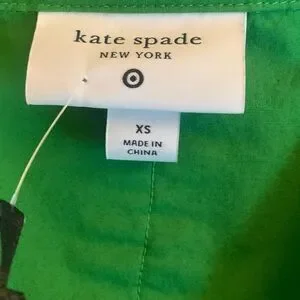 kate spade
NEW YORK
XS
MADE IN
CHINA